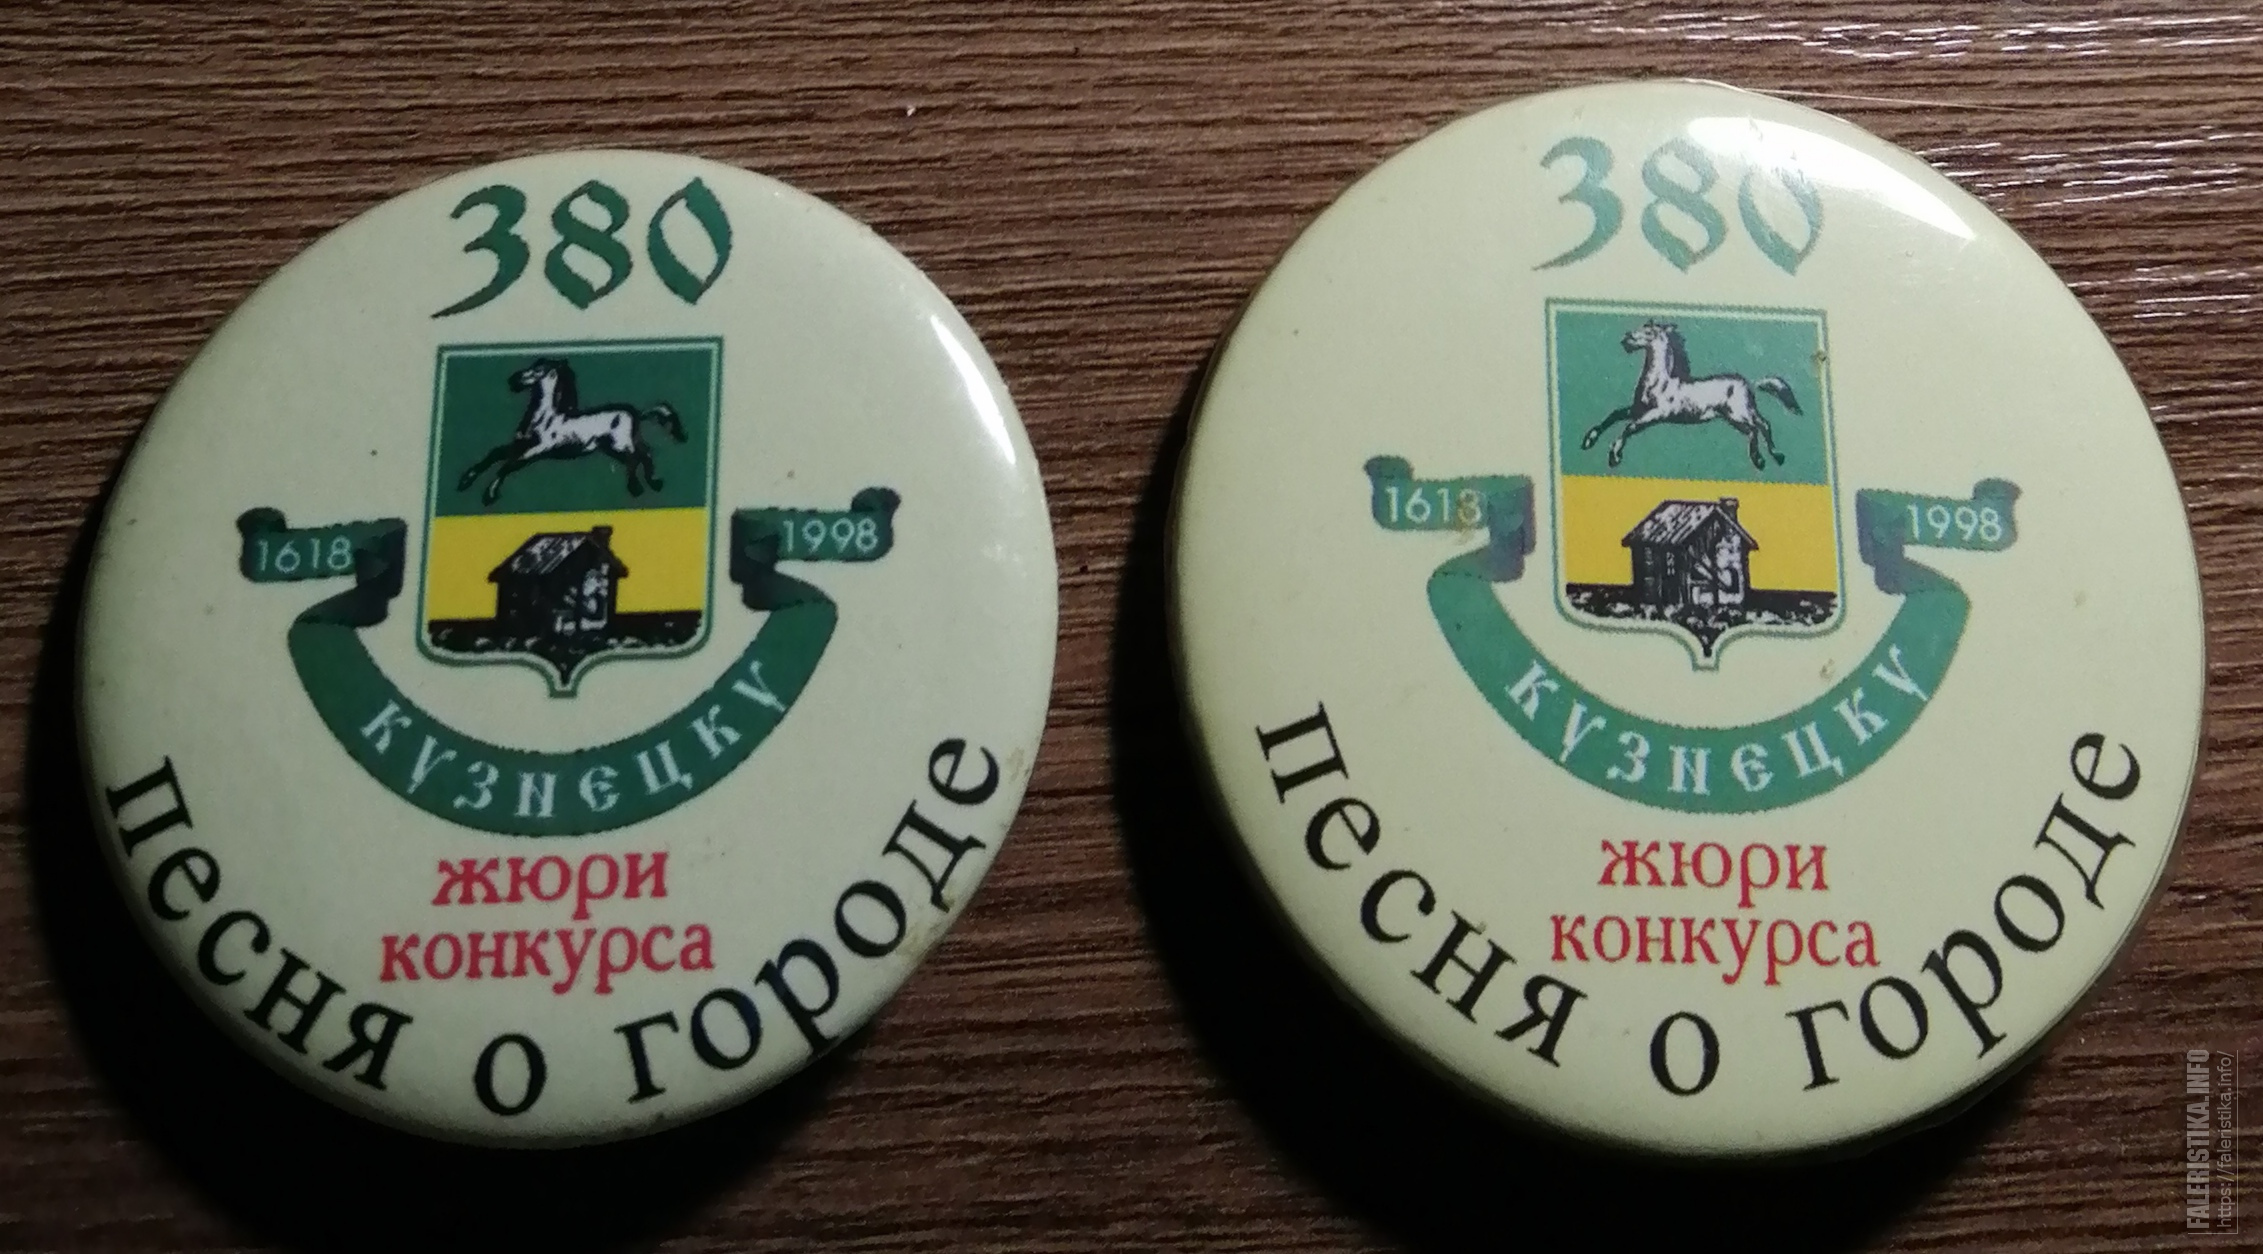 380
1618
1998
КУЗНЕЦКУ
жюри
конкурса
песня о городе
380
1618
1998
КУЗНЕЦКУ
жюри
конкурса
песня о городе
FALERISTIKA.INFO
https://faleristika.info/